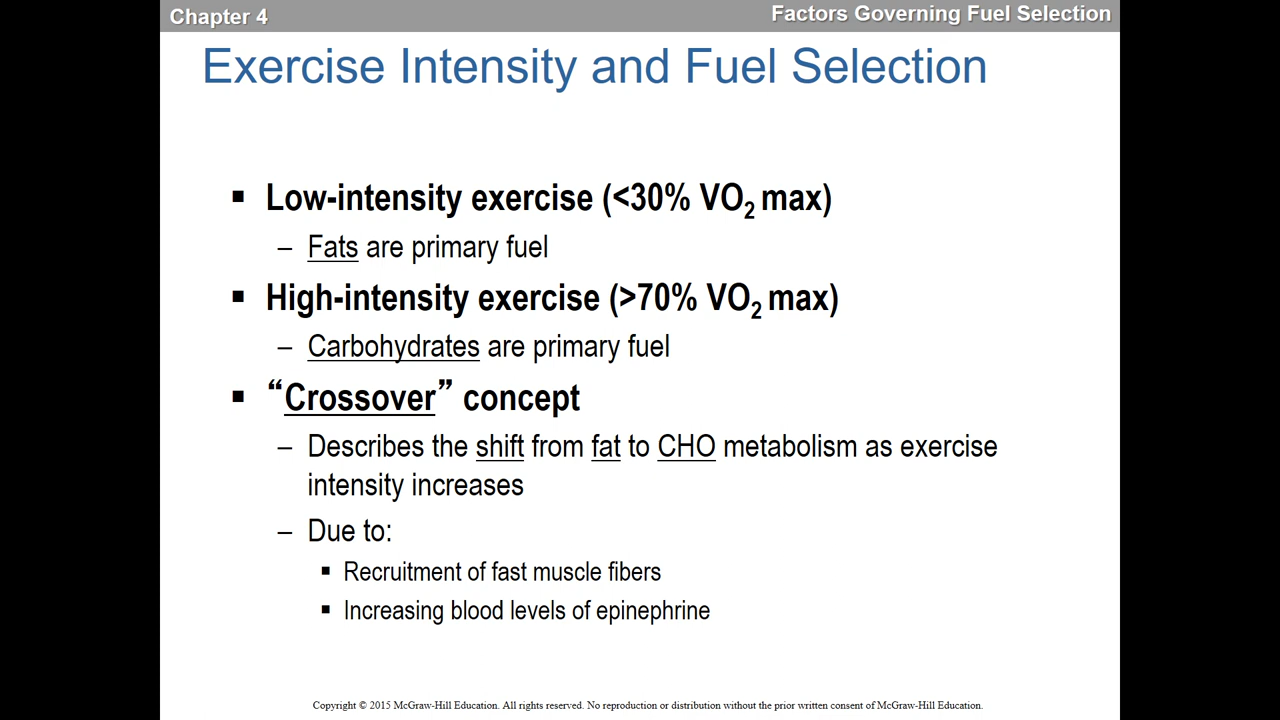 Chapter 4
Factors Governing Fuel Selection
Exercise Intensity and Fuel Selection
▪ Low-intensity exercise (<30% VO₂ max)
– Fats are primary fuel
▪ High-intensity exercise (>70% VO₂ max)
– Carbohydrates are primary fuel
▪ “Crossover” concept
– Describes the shift from fat to CHO metabolism as exercise
intensity increases
– Due to:
▪ Recruitment of fast muscle fibers
▪ Increasing blood levels of epinephrine
Copyright © 2015 McGraw-Hill Education. All rights reserved. No reproduction or distribution without the prior written consent of McGraw-Hill Education.